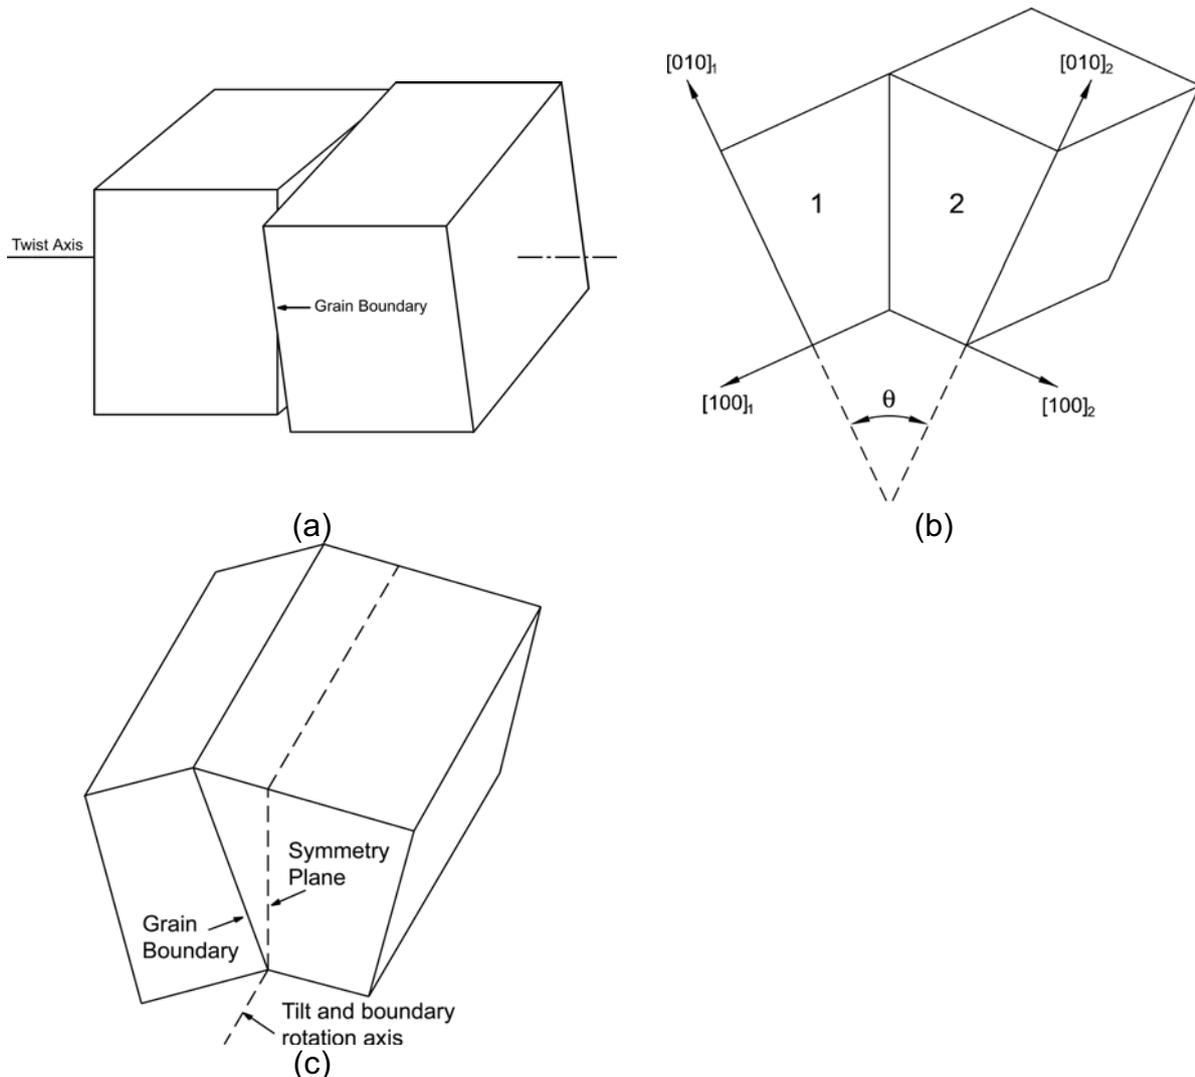 Twist Axis
Grain Boundary
(a)
[010]₁
[010]₂
1
2
[100]₁
[100]₂
θ
(b)
Symmetry
Plane
Grain
Boundary
Tilt and boundary
rotation axis
(c)